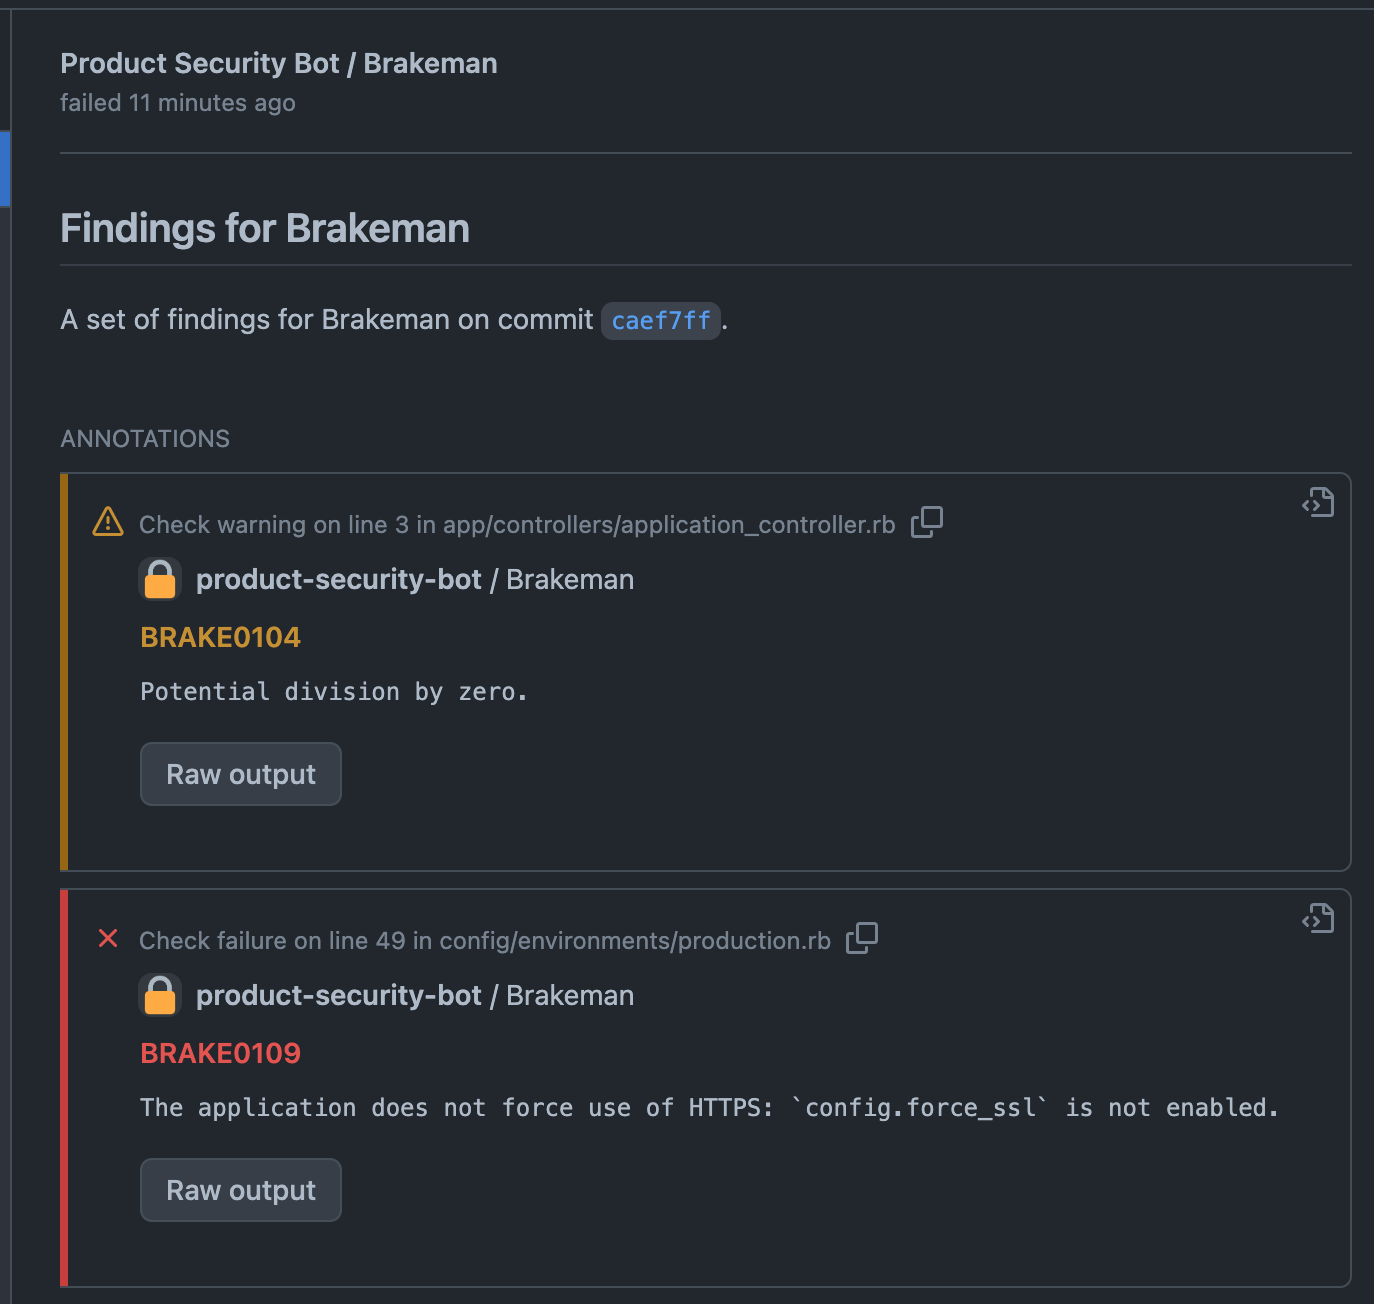 Product Security Bot / Brakeman
failed 11 minutes ago
Findings for Brakeman
A set of findings for Brakeman on commit caef7ff.
ANNOTATIONS
Check warning on line 3 in app/controllers/application_controller.rb
product-security-bot / Brakeman
BRAKE0104
Potential division by zero.
Raw output
Check failure on line 49 in config/environments/production.rb
product-security-bot / Brakeman
BRAKE0109
The application does not force use of HTTPS: `config.force_ssl` is not enabled.
Raw output